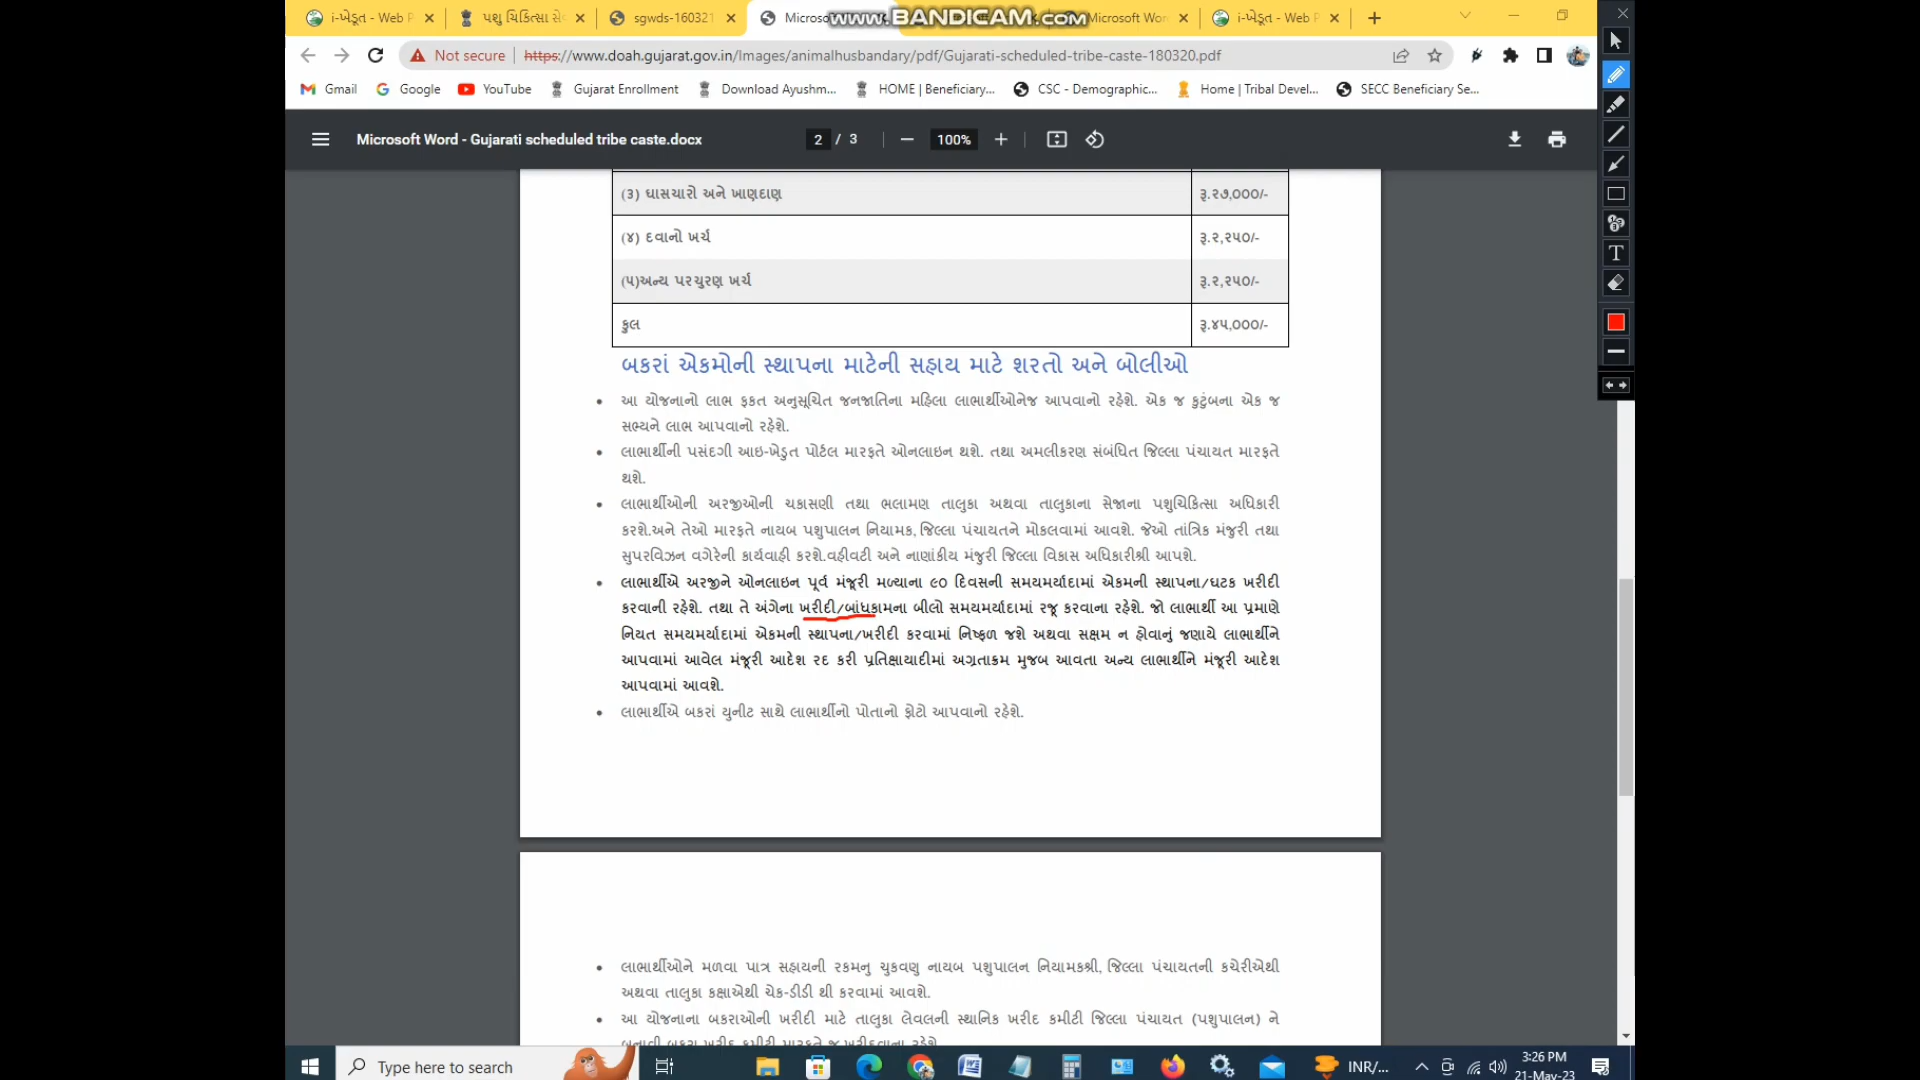 i-ખેડૂત - Web P
પશુ ચિકિત્સા સે
sgwds-160321
Microso
www.BANDICAM.com
Microsoft Wor
i-ખેડૂત - Web P
Not secure
https://www.doah.gujarat.gov.in/Images/animalhusbandary/pdf/Gujarati-scheduled-tribe-caste-180320.pdf
Gmail
Google
YouTube
Gujarat Enrollment
Download Ayushm...
HOME | Beneficiary...
CSC - Demographic...
Home | Tribal Devel...
SECC Beneficiary Se...
Microsoft Word - Gujarati scheduled tribe caste.docx
2 / 3
100%
(૩) ઘાસચારો અને ખાણદાણ રૂ.૨૭,૦૦૦/-
(૪) દવાનો ખર્ચ રૂ.૨,૨૫૦/-
(૫)અન્ય પરચુરણ ખર્ચ રૂ.૨,૨૫૦/-
કુલ રૂ.૪૫,૦૦૦/-
બકરાં એકમોની સ્થાપના માટેની સહાય માટે શરતો અને બોલીઓ
• આ યોજનાનો લાભ ફકત અનુસૂચિત જનજાતિના મહિલા લાભાર્થીઓનેજ આપવાનો રહેશે. એક જ કુટુંબના એક જ
સભ્યને લાભ આપવાનો રહેશે.
• લાભાર્થીની પસંદગી આઇ-ખેડુત પોર્ટલ મારફતે ઓનલાઇન થશે. તથા અમલીકરણ સંબંધિત જિલ્લા પંચાયત મારફતે
થશે.
• લાભાર્થીઓની અરજીઓની ચકાસણી તથા ભલામણ તાલુકા અથવા તાલુકાના સેજાના પશુચિકિત્સા અધિકારી
કરશે.અને તેઓ મારફતે નાયબ પશુપાલન નિયામક, જિલ્લા પંચાયતને મોકલવામાં આવશે. જેઓ તાંત્રિક મંજુરી તથા
સુપરવિઝન વગેરેની કાર્યવાહી કરશે.વહીવટી અને નાણાંકીય મંજુરી જિલ્લા વિકાસ અધિકારીશ્રી આપશે.
• લાભાર્થીએ અરજીને ઓનલાઇન પૂર્વ મંજૂરી મળ્યાના ૯૦ દિવસની સમયમર્યાદામાં એકમની સ્થાપના/ઘટક ખરીદી
કરવાની રહેશે. તથા તે અંગેના ખરીદી/બાંધકામના બીલો સમયમર્યાદામાં રજૂ કરવાના રહેશે. જો લાભાર્થી આ પ્રમાણે
નિયત સમયમર્યાદામાં એકમની સ્થાપના/ખરીદી કરવામાં નિષ્ફળ જશે અથવા સક્ષમ ન હોવાનું જણાયે લાભાર્થીને
આપવામાં આવેલ મંજૂરી આદેશ રદ કરી પ્રતિક્ષાયાદીમાં અગ્રતાક્રમ મુજબ આવતા અન્ય લાભાર્થીને મંજૂરી આદેશ
આપવામાં આવશે.
• લાભાર્થીએ બકરાં યુનીટ સાથે લાભાર્થીનો પોતાનો ફોટો આપવાનો રહેશે.
• લાભાર્થીઓને મળવા પાત્ર સહાયની રકમનુ ચુકવણુ નાયબ પશુપાલન નિયામકશ્રી, જિલ્લા પંચાયતની કચેરીએથી
અથવા તાલુકા કક્ષાએથી ચેક-ડીડી થી કરવામાં આવશે.
• આ યોજનાના બકરાઓની ખરીદી માટે તાલુકા લેવલની સ્થાનિક ખરીદ કમીટી જિલ્લા પંચાયત (પશુપાલન) ને
Type here to search
INR/...
3:26 PM
21-May-23